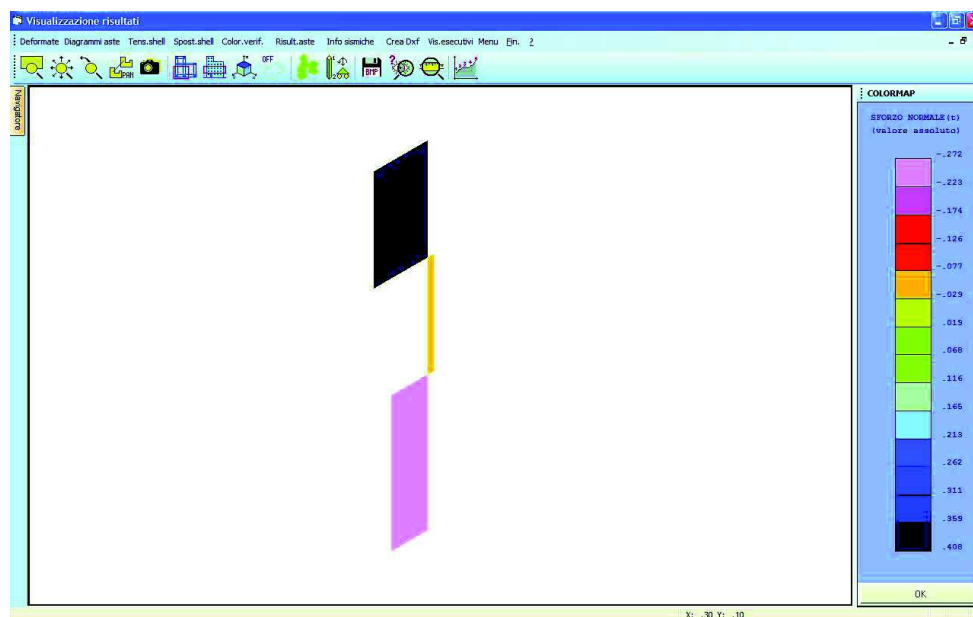 Visualizzazione risultati
Deformate Diagrammi aste Tens.shell Spost.shell Color.verif. Risult.aste Info sismiche Crea Dxf Vis.esecutivi Menu Fin. ?
PAN
OFF
BMP
Navigatore
COLORMAP
SFORZO NORMALE(t)
(valore assoluto)
-.272
-.223
-.174
-.126
-.077
-.029
.019
.068
.116
.165
.213
.262
.311
.359
.408
OK
X: .30 Y: .10